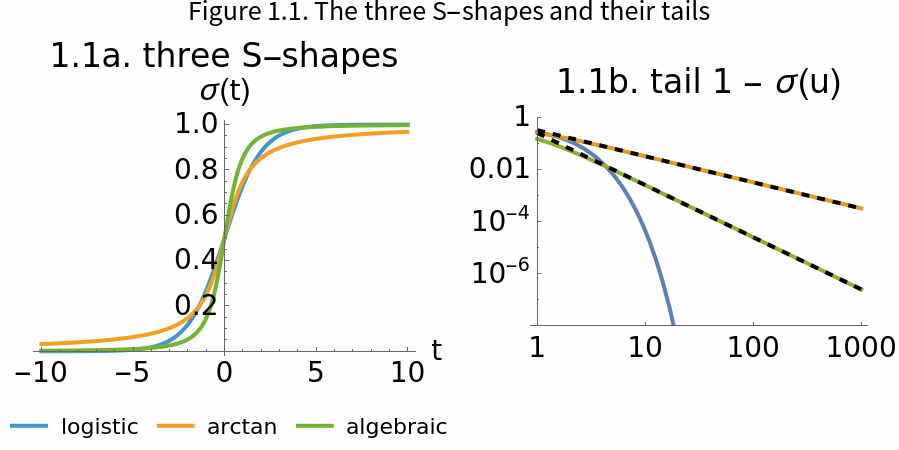 Figure 1.1. The three S–shapes and their tails
1.1a. three S–shapes
σ(t)
1.0
0.8
0.6
0.4
0.2
−10 −5 0 5 10
t
logistic arctan algebraic
1.1b. tail 1 – σ(u)
1
0.01
10⁻⁴
10⁻⁶
1 10 100 1000